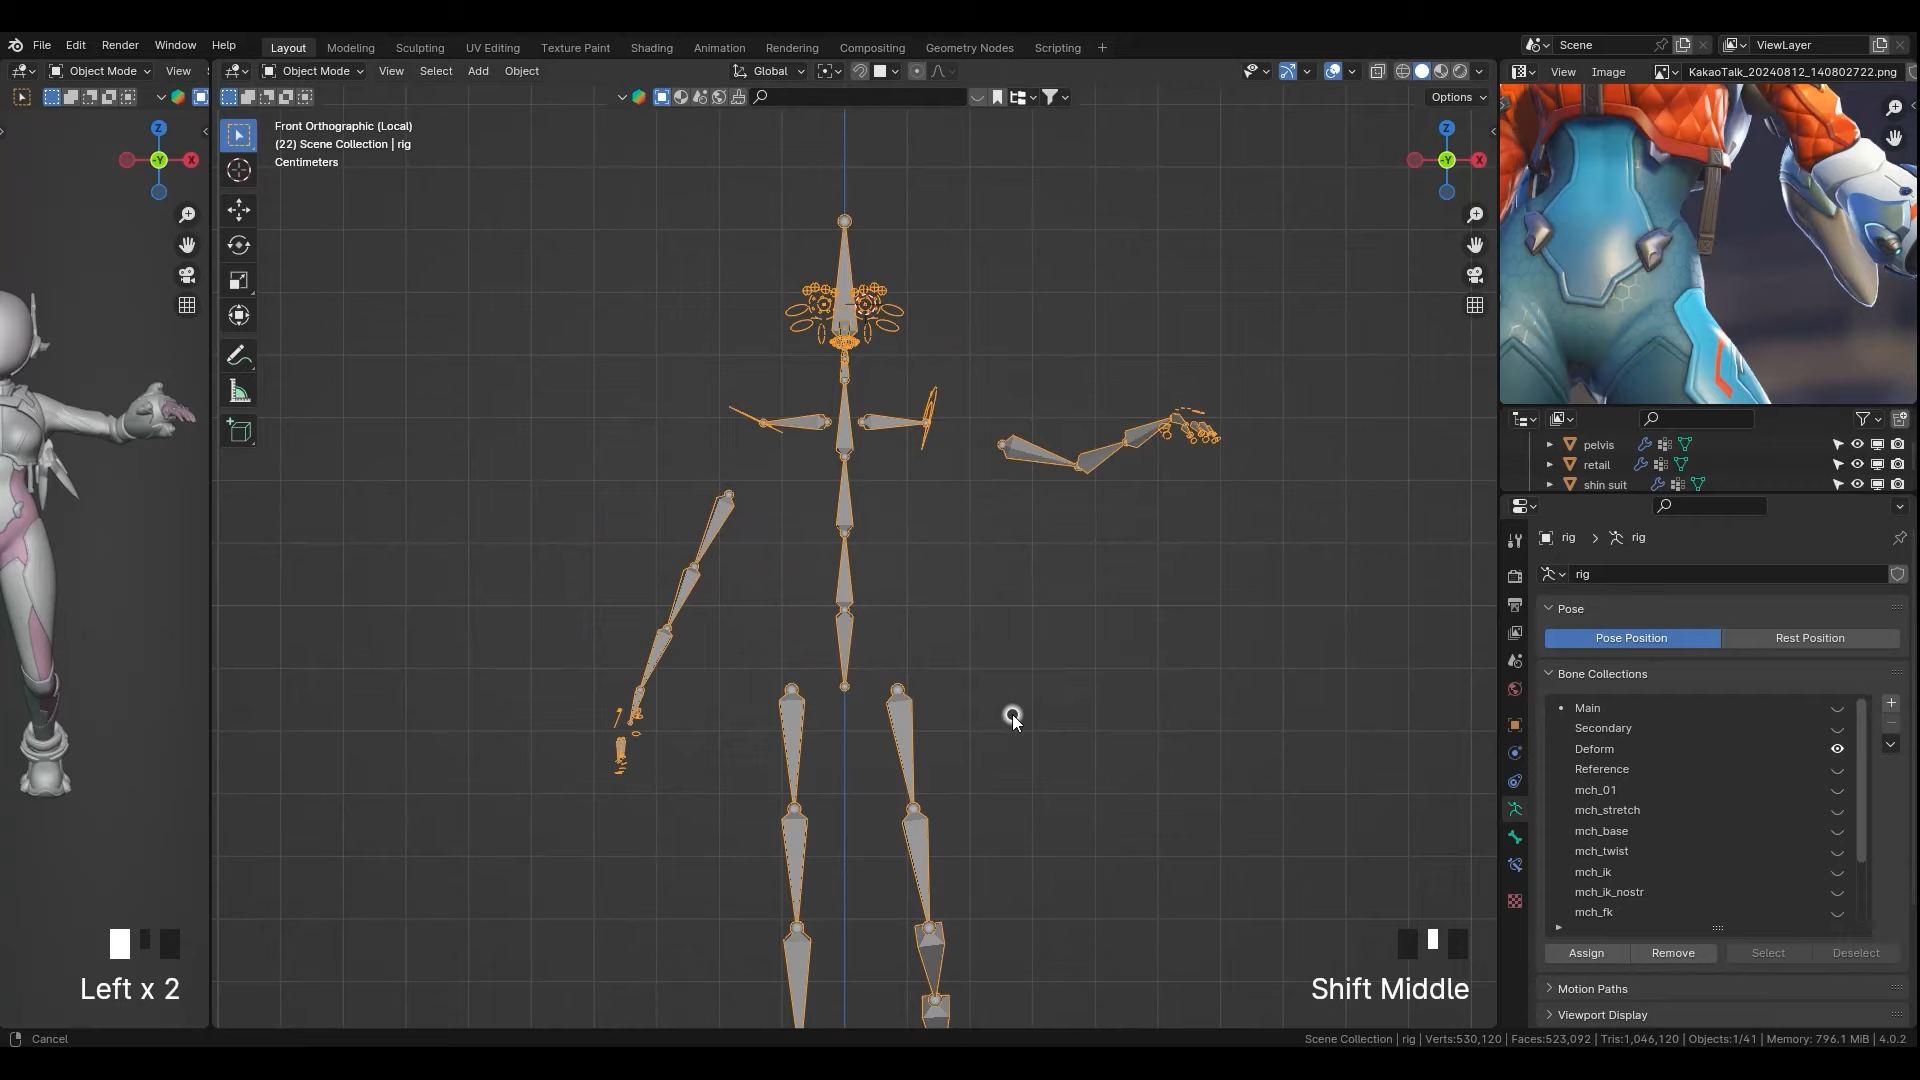 File Edit Render Window Help Layout Modeling Sculpting UV Editing Texture Paint Shading Animation Rendering Compositing Geometry Nodes Scripting + Scene ViewLayer
Object Mode View Object Mode View Select Add Object Global View Image KakaoTalk_20240812_140802722.png
Options
Front Orthographic (Local)
(22) Scene Collection | rig
Centimeters
Z
-Y
X
Z
-Y
X
pelvis
retail
shin suit
rig > rig
rig
Pose
Pose Position Rest Position
Bone Collections
Main
Secondary
Deform
Reference
mch_01
mch_stretch
mch_base
mch_twist
mch_ik
mch_ik_nostr
mch_fk
Assign Remove Select Deselect
Motion Paths
Viewport Display
Left x 2
Shift Middle
Cancel
Scene Collection | rig | Verts:530,120 | Faces:523,092 | Tris:1,046,120 | Objects:1/41 | Memory: 796.1 MiB | 4.0.2